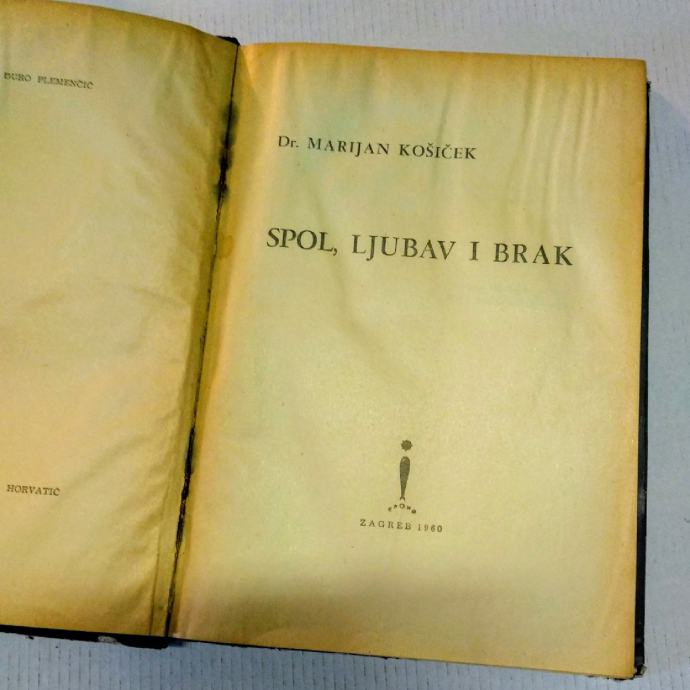 ĐURO PLEMENČIĆ
HORVATIĆ
Dr. MARIJAN KOŠIČEK
SPOL, LJUBAV I BRAK
ZAGREB 1960